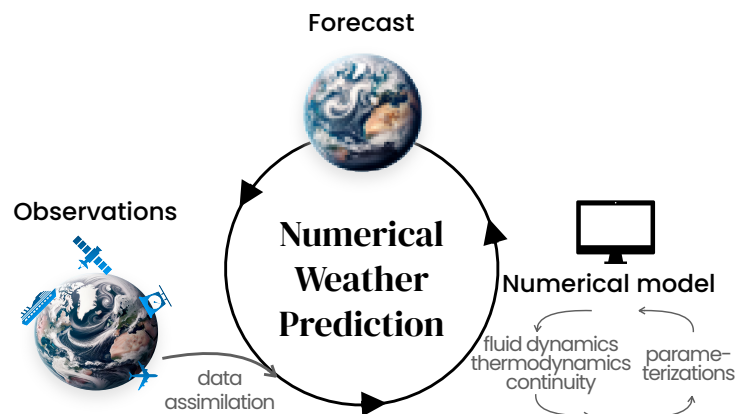 Forecast
Observations
Numerical
Weather
Prediction
Numerical model
fluid dynamics
thermodynamics
continuity
parame-
terizations
data
assimilation